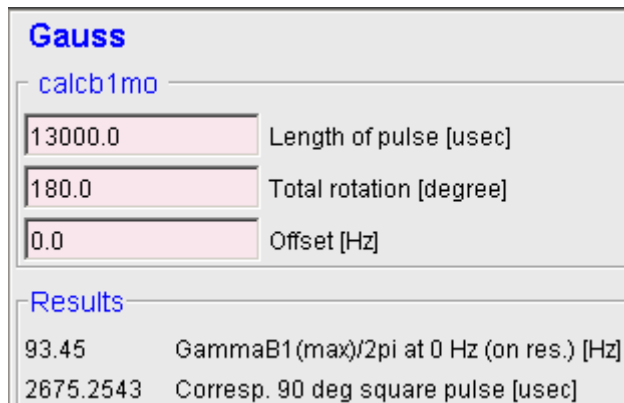 Gauss
calcb1mo
13000.0 Length of pulse [usec]
180.0 Total rotation [degree]
0.0 Offset [Hz]
Results
93.45 GammaB1(max)/2pi at 0 Hz (on res.) [Hz]
2675.2543 Corresp. 90 deg square pulse [usec]